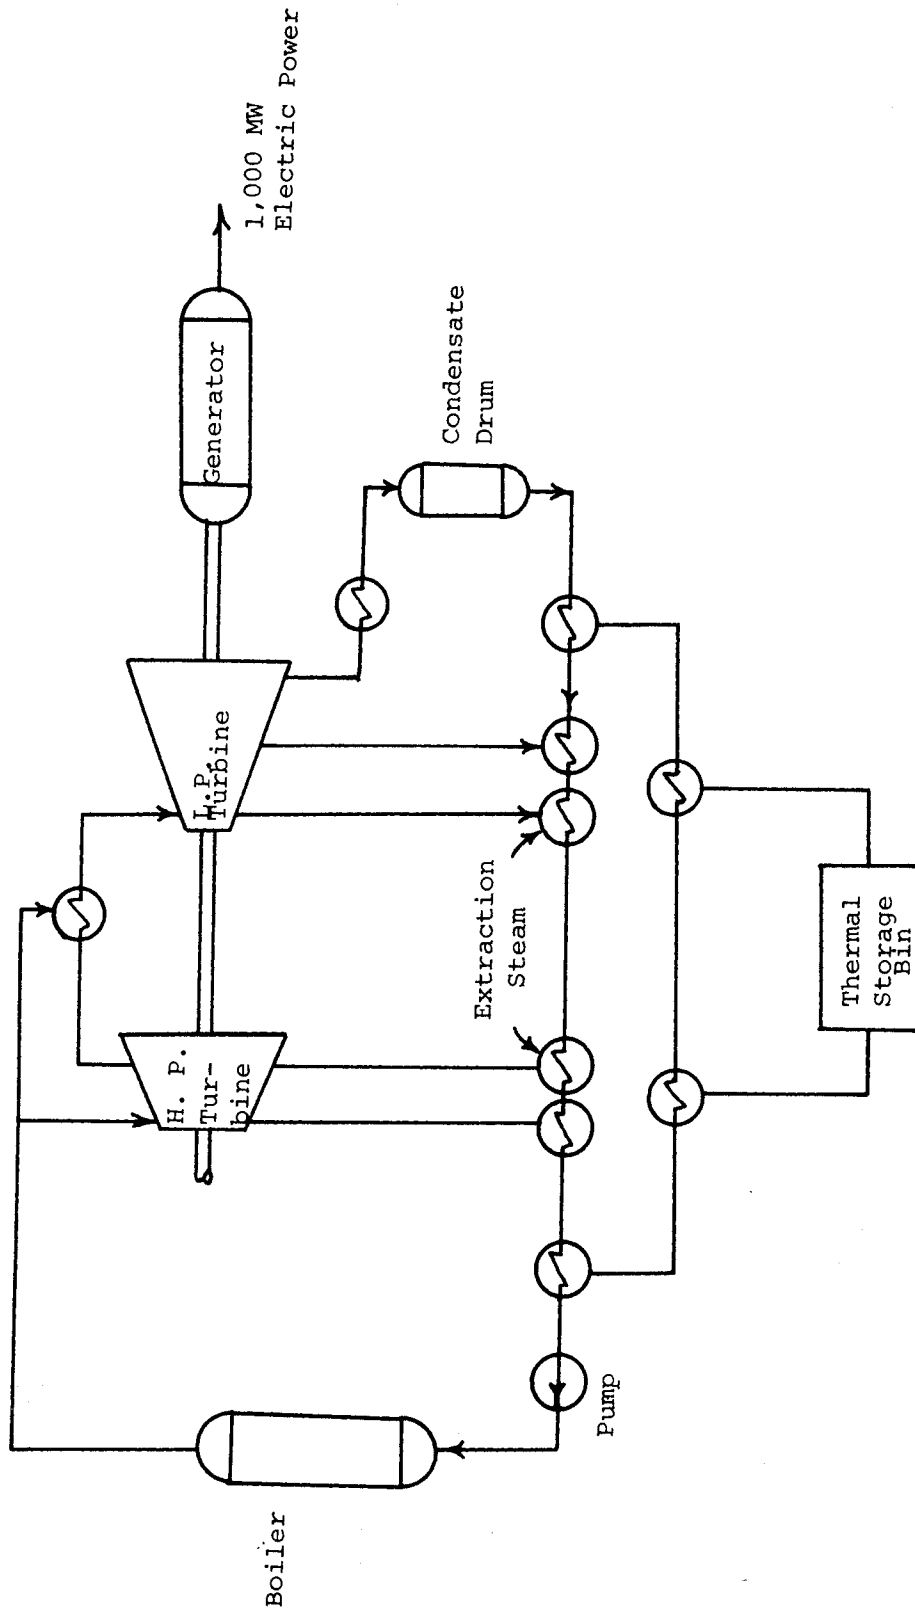 1,000 MW
Electric Power
Generator
Condensate
Drum
L.P.
Turbine
Extraction
Steam
H. P.
Tur-
bine
Thermal
Storage
Bin
Pump
Boiler